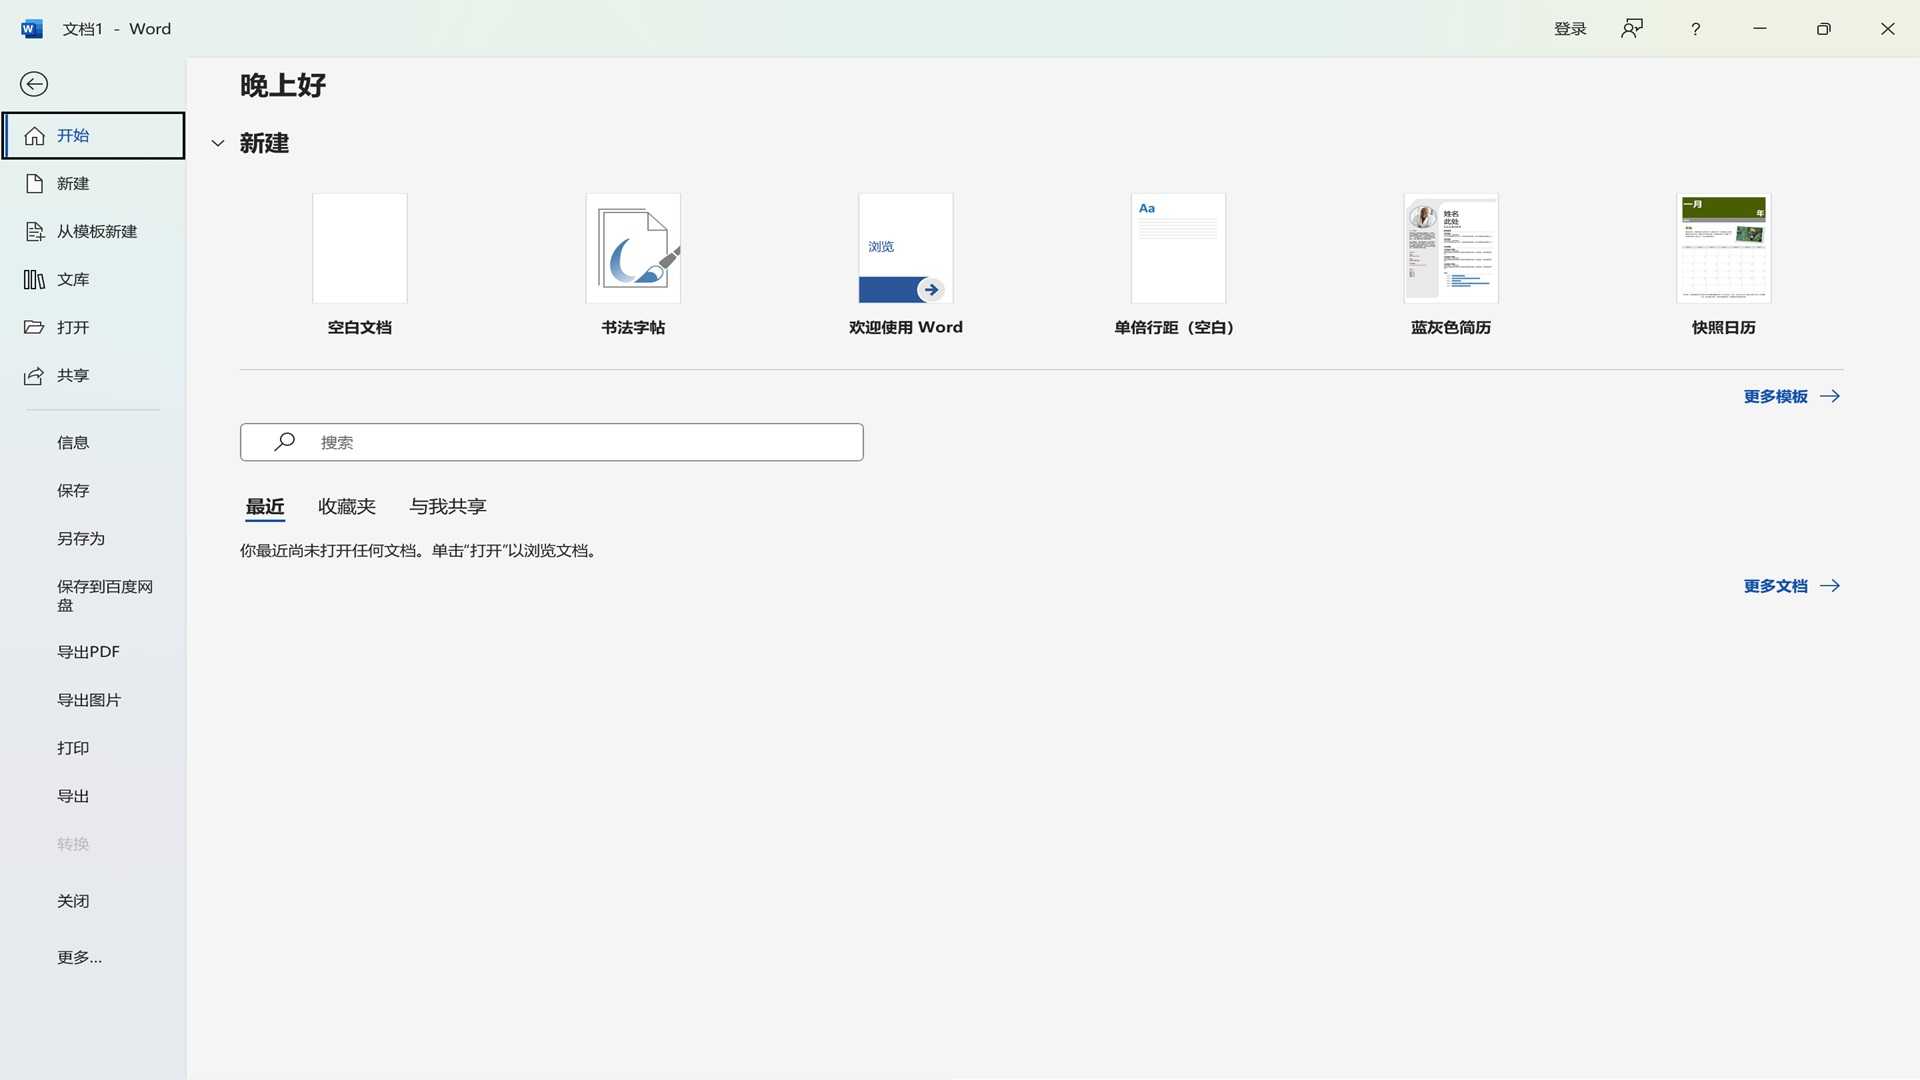 文档1 - Word
登录
?
晚上好
开始
新建
从模板新建
文库
打开
共享
信息
保存
另存为
保存到百度网
盘
导出PDF
导出图片
打印
导出
转换
关闭
更多...
新建
浏览
Aa
姓名
此处
一月
年
空白文档
书法字帖
欢迎使用 Word
单倍行距（空白）
蓝灰色简历
快照日历
更多模板
搜索
最近 收藏夹 与我共享
你最近尚未打开任何文档。单击"打开"以浏览文档。
更多文档